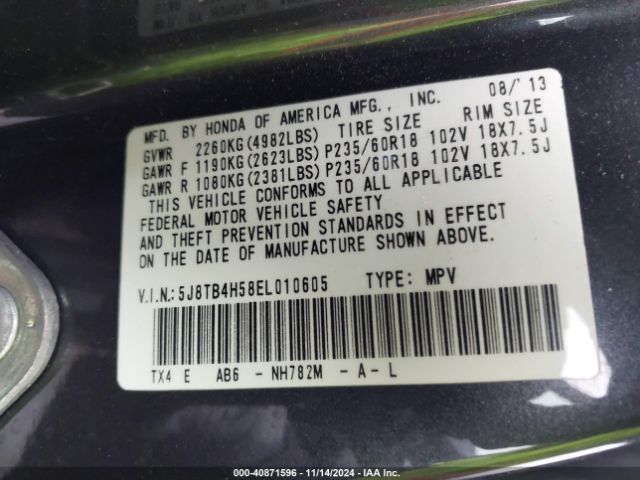 MFD. BY HONDA OF AMERICA MFG., INC. 08/'13
GVWR 2260KG(4982LBS) TIRE SIZE RIM SIZE
GAWR F 1190KG(2623LBS)P235/60R18 102V 18X7.5J
GAWR R 1080KG(2381LBS)P235/60R18 102V 18X7.5J
THIS VEHICLE CONFORMS TO ALL APPLICABLE
FEDERAL MOTOR VEHICLE SAFETY
AND THEFT PREVENTION STANDARDS IN EFFECT
ON THE DATE OF MANUFACTURE SHOWN ABOVE.
V.I.N.:5J8TB4H58EL010605 TYPE: MPV
TX4 E AB6 - NH782M - A - L
000-40871596 - 11/14/2024 - IAA Inc.